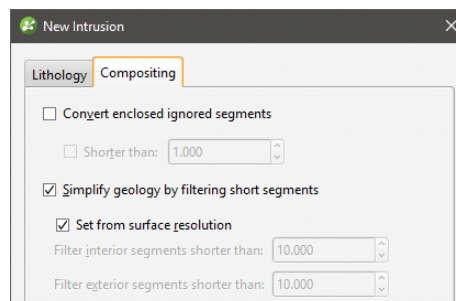 New Intrusion
Lithology Compositing
Convert enclosed ignored segments
Shorter than: 1.000
Simplify geology by filtering short segments
Set from surface resolution
Filter interior segments shorter than: 10.000
Filter exterior segments shorter than: 10.000